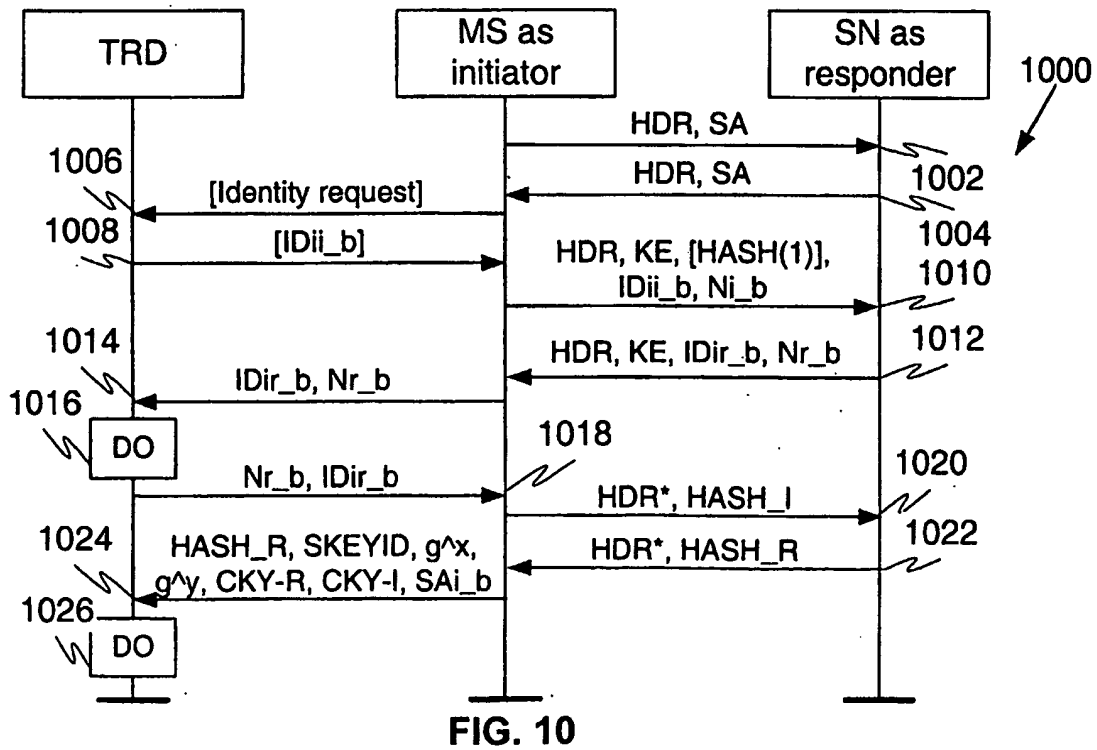 TRD
MS as
initiator
SN as
responder
1000
HDR, SA
1002
1006
HDR, SA
1004
[Identity request]
1008
[IDii_b]
HDR, KE, [HASH(1)],
IDii_b, Ni_b
1010
1014
HDR, KE, IDir_b, Nr_b
1012
IDir_b, Nr_b
1016
DO
1018
Nr_b, IDir_b
1020
HDR*, HASH_I
1024
HASH_R, SKEYID, g^x,
g^y, CKY-R, CKY-I, SAi_b
HDR*, HASH_R
1022
1026
DO
FIG. 10